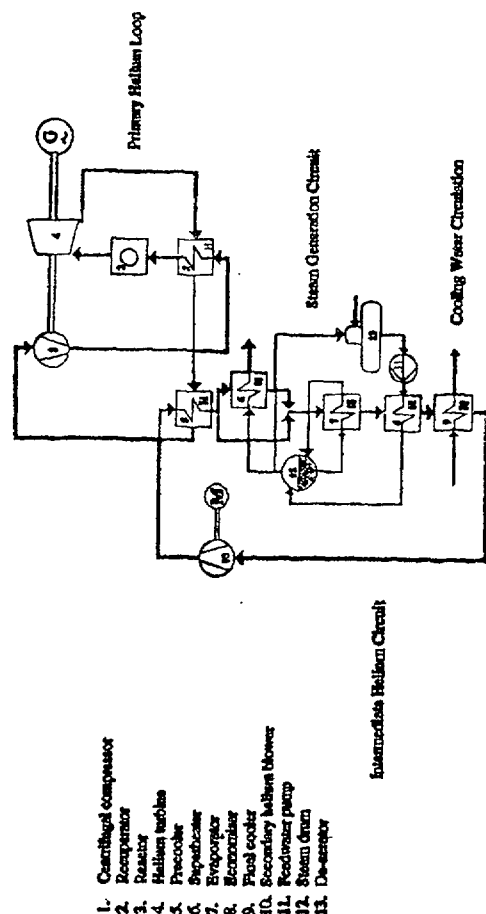 1. Centrifugal compressor
2. Recuperator
3. Reactor
4. Helium turbine
5. Precooler
6. Superheater
7. Evaporator
8. Economiser
9. Final cooler
10. Secondary helium blower
11. Feedwater pump
12. Steam drum
13. De-aerator
Intermediate Helium Circuit
Primary Helium Loop
Steam Generation Circuit
Cooling Water Circulation
G
M
4
13